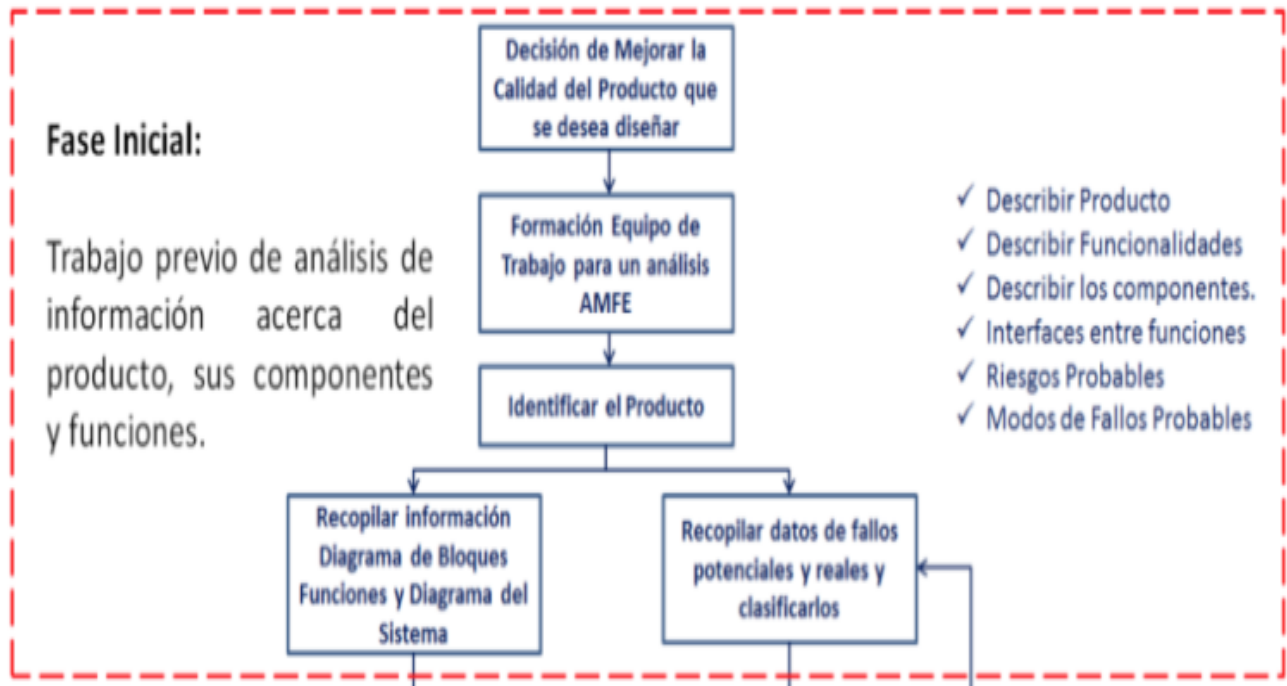 Decisión de Mejorar la
Calidad del Producto que
se desea diseñar
Fase Inicial:
Trabajo previo de análisis de
información acerca del
producto, sus componentes
y funciones.
Formación Equipo de
Trabajo para un análisis
AMFE
Identificar el Producto
✓ Describir Producto
✓ Describir Funcionalidades
✓ Describir los componentes.
✓ Interfaces entre funciones
✓ Riesgos Probables
✓ Modos de Fallos Probables
Recopilar información
Diagrama de Bloques
Funciones y Diagrama del
Sistema
Recopilar datos de fallos
potenciales y reales y
clasificarlos